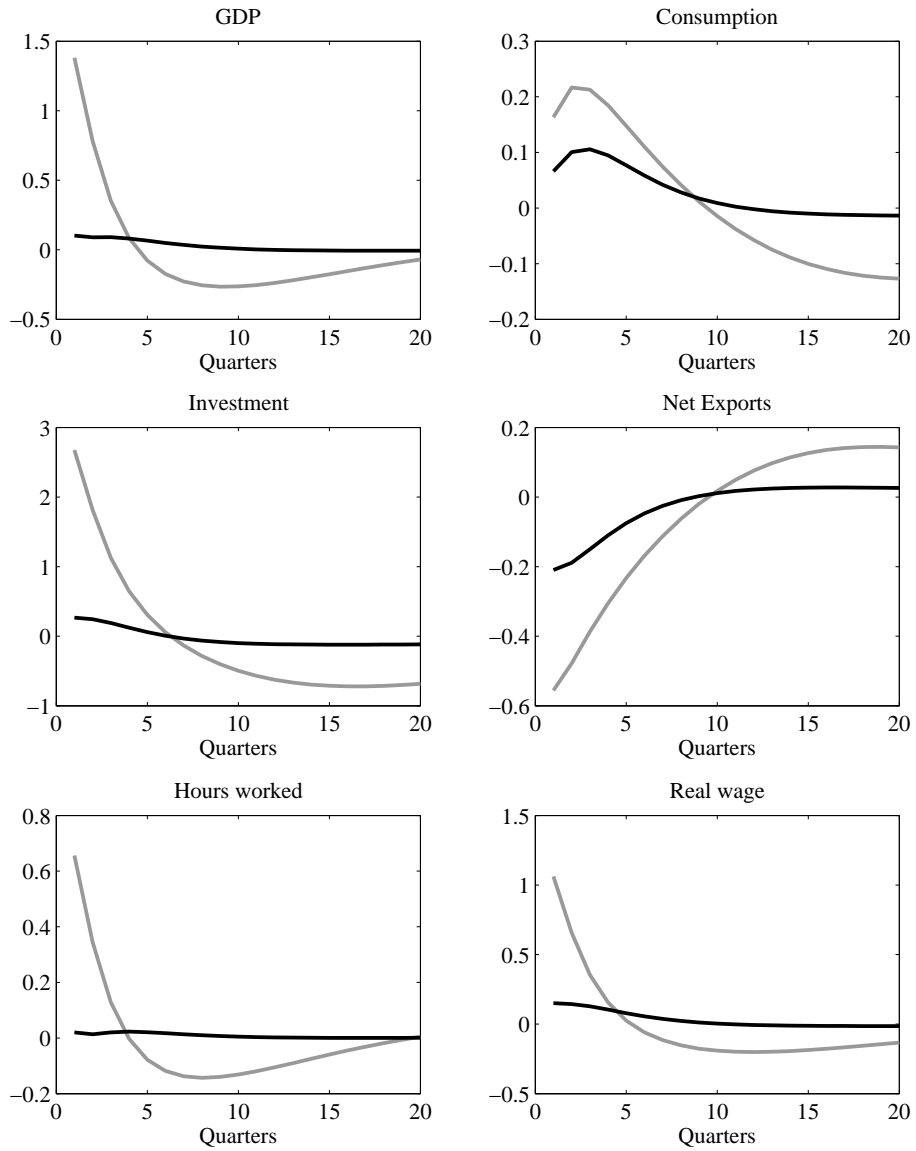 GDP
1.5
1
0.5
0
−0.5
0 5 10 15 20
Quarters
Consumption
0.3
0.2
0.1
0
−0.1
−0.2
0 5 10 15 20
Quarters
Investment
3
2
1
0
−1
0 5 10 15 20
Quarters
Net Exports
0.2
0
−0.2
−0.4
−0.6
0 5 10 15 20
Quarters
Hours worked
0.8
0.6
0.4
0.2
0
−0.2
0 5 10 15 20
Quarters
Real wage
1.5
1
0.5
0
−0.5
0 5 10 15 20
Quarters